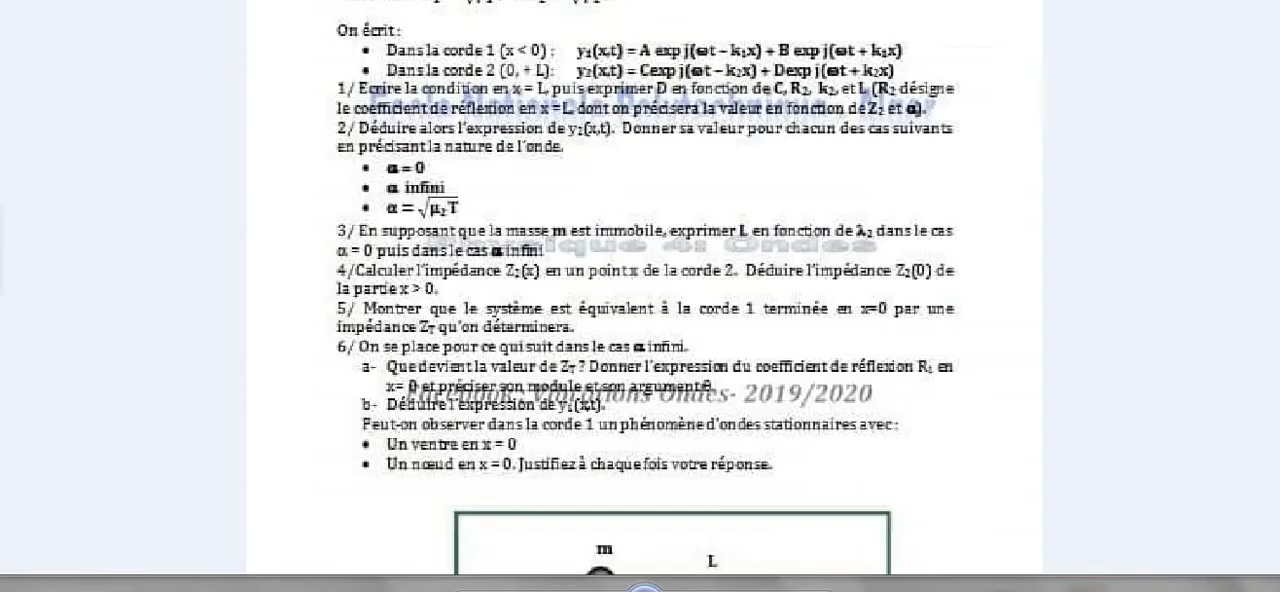 On écrit :
• Dans la corde 1 (x < 0) : y₁(x,t) = A exp j(ωt – k₁x) + B exp j(ωt + k₁x)
• Dans la corde 2 (0, + L): y₂(x,t) = Cexp j(ωt – k₂x) + Dexp j(ωt + k₂x)
1/ Ecrire la condition en x = L, puis exprimer D en fonction de C, R₂, k₂, et L (R₂ désigne
le coefficient de réflexion en x =L, dont on précisera la valeur en fonction de Z₂ et α).
2/ Déduire alors l'expression de y₂(x,t). Donner sa valeur pour chacun des cas suivants
en précisant la nature de l'onde.
• α = 0
• α infini
• α = √μ₂T
3/ En supposant que la masse m est immobile, exprimer L en fonction de λ₂ dans le cas
α = 0 puis dans le cas α infini
4/Calculer l'impédance Z₂(x) en un point x de la corde 2. Déduire l'impédance Z₂(0) de
la partie x > 0.
5/ Montrer que le système est équivalent à la corde 1 terminée en x=0 par une
impédance Z_T qu'on déterminera.
6/ On se place pour ce qui suit dans le cas α infini.
a- Que devient la valeur de Z_T ? Donner l'expression du coefficient de réflexion R₁ en
x= 0 et préciser son module et son argument θ.
Vibrations Ondes- 2019/2020
b- Déduire l'expression de y₁(x,t).
Peut-on observer dans la corde 1 un phénomène d'ondes stationnaires avec :
• Un ventre en x = 0
• Un nœud en x = 0. Justifiez à chaque fois votre réponse.
m
L